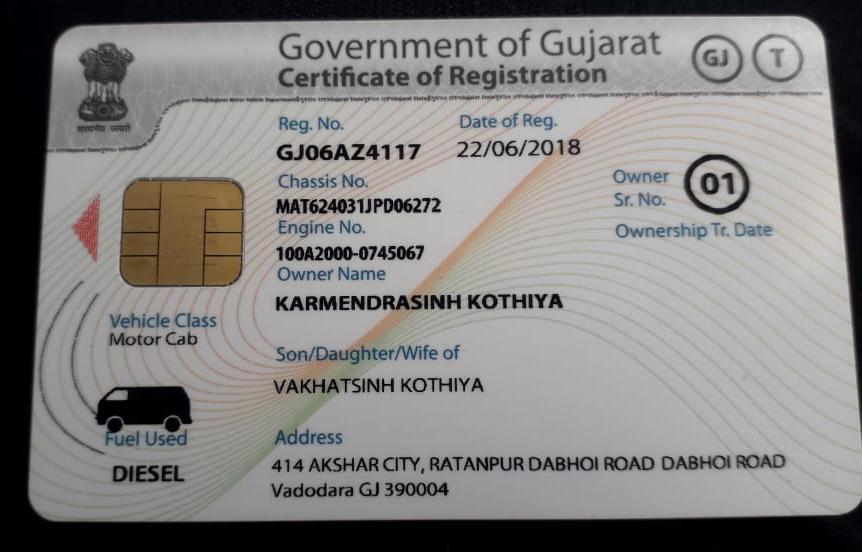 Government of Gujarat
Certificate of Registration
GJ T
सत्यमेव जयते
Reg. No. Date of Reg.
GJ06AZ4117 22/06/2018
Chassis No.
MAT624031JPD06272
Engine No.
100A2000-0745067
Owner Name
KARMENDRASINH KOTHIYA
Owner
Sr. No.
01
Ownership Tr. Date
Vehicle Class
Motor Cab
Son/Daughter/Wife of
VAKHATSINH KOTHIYA
Fuel Used
DIESEL
Address
414 AKSHAR CITY, RATANPUR DABHOI ROAD DABHOI ROAD
Vadodara GJ 390004